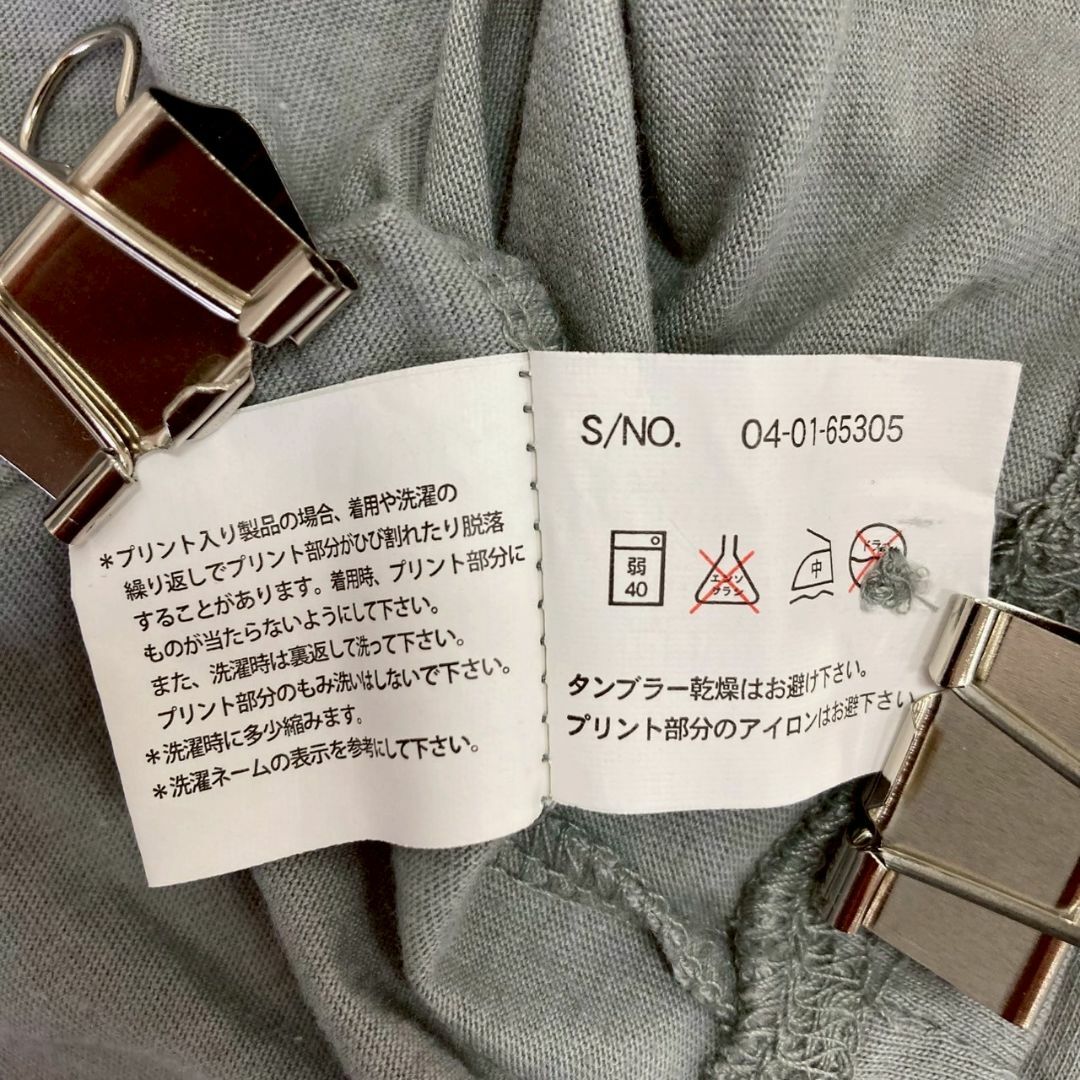 *プリント入り製品の場合、着用や洗濯の
繰り返しでプリント部分がひび割れたり脱落
することがあります。着用時、プリント部分に
ものが当たらないようにして下さい。
また、洗濯時は裏返して洗って下さい。
プリント部分のもみ洗いはしないで下さい。
*洗濯時に多少縮みます。
*洗濯ネームの表示を参考にして下さい。
S/NO. 04-01-65305
弱
40
エンソ
サラシ
中
ドライ
タンブラー乾燥はお避け下さい。
プリント部分のアイロンはお避下さい